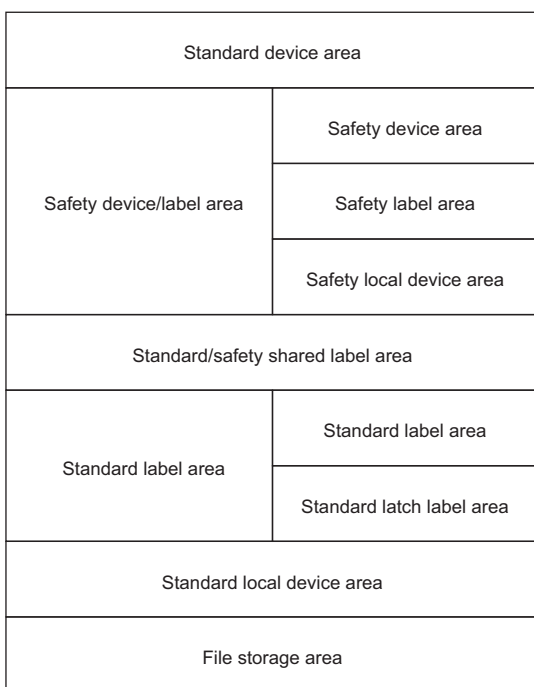 Standard device area
Safety device/label area
Safety device area
Safety label area
Safety local device area
Standard/safety shared label area
Standard label area
Standard label area
Standard latch label area
Standard local device area
File storage area